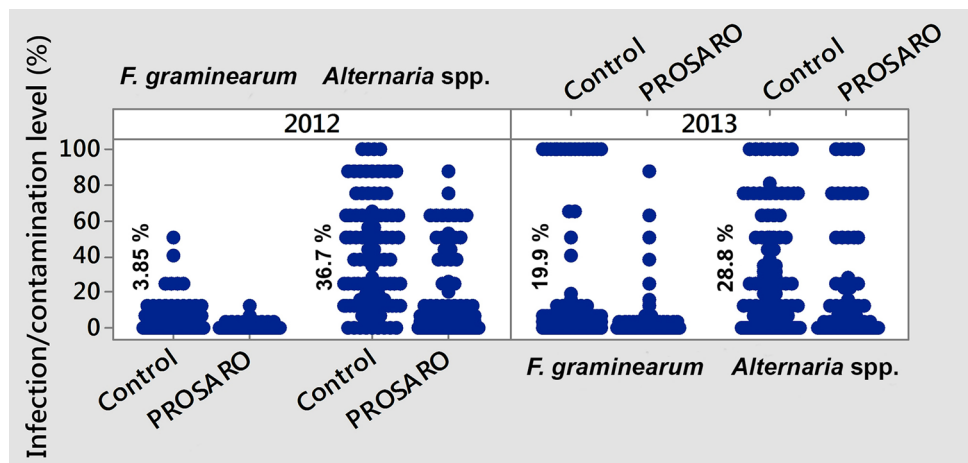 Infection/contamination level (%)
F. graminearum Alternaria spp.
Control PROSARO Control PROSARO
2012 2013
100
80
60
40
20
0
3.85 %
36.7 %
19.9 %
28.8 %
Control PROSARO Control PROSARO
F. graminearum Alternaria spp.